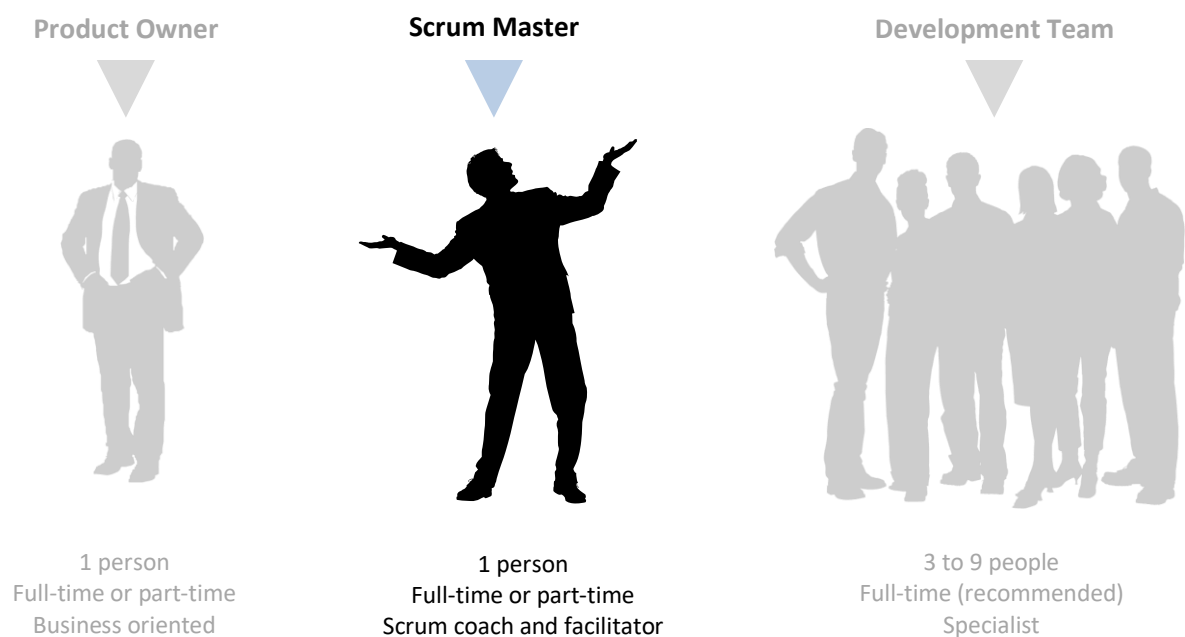 Product Owner
Scrum Master
Development Team
1 person
Full-time or part-time
Business oriented
1 person
Full-time or part-time
Scrum coach and facilitator
3 to 9 people
Full-time (recommended)
Specialist